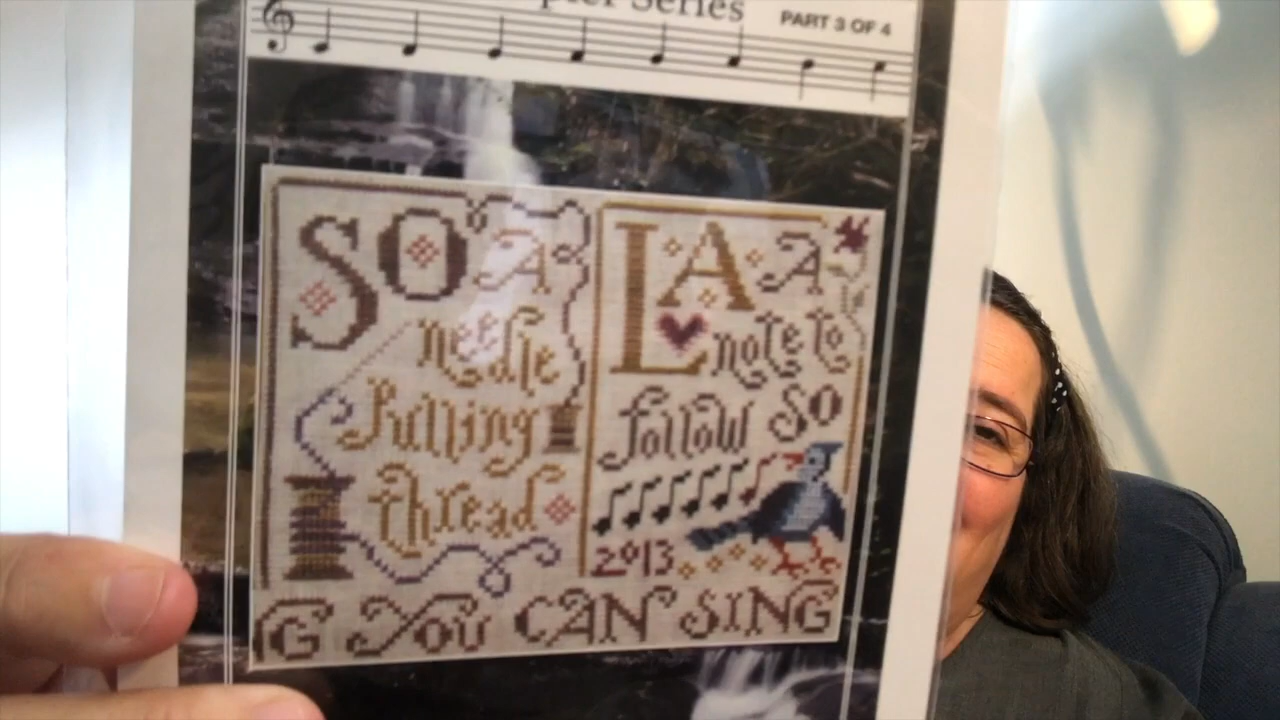 Series
PART 3 OF 4
SO A
needle
Pulling
thread
LA A
note to
follow SO
2013
G YOU CAN SING